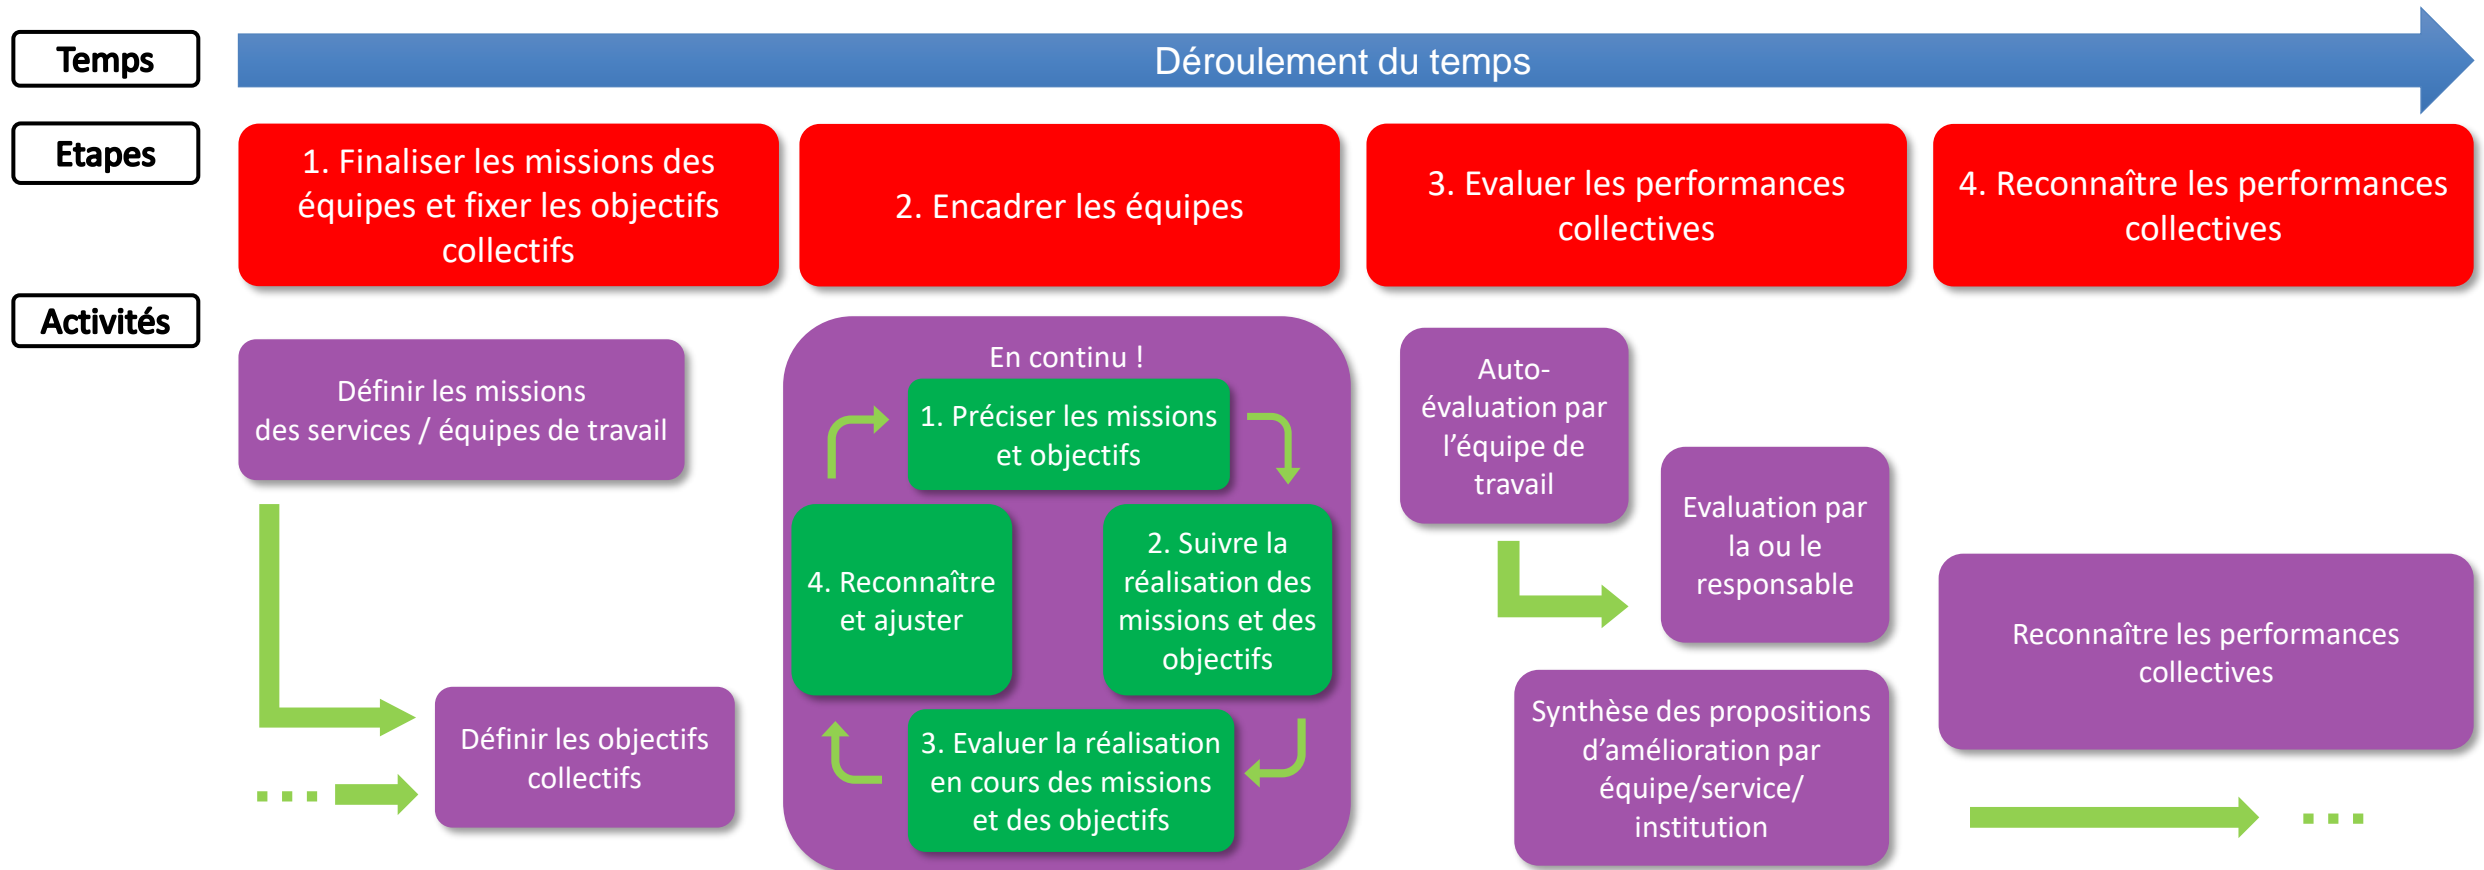 Temps
Déroulement du temps
Etapes
1. Finaliser les missions des
équipes et fixer les objectifs
collectifs
2. Encadrer les équipes
3. Evaluer les performances
collectives
4. Reconnaître les performances
collectives
Activités
Définir les missions
des services / équipes de travail
Définir les objectifs
collectifs
En continu !
1. Préciser les missions
et objectifs
2. Suivre la
réalisation des
missions et des
objectifs
3. Evaluer la réalisation
en cours des missions
et des objectifs
4. Reconnaître
et ajuster
Auto-
évaluation par
l’équipe de
travail
Evaluation par
la ou le
responsable
Synthèse des propositions
d’amélioration par
équipe/service/
institution
Reconnaître les performances
collectives